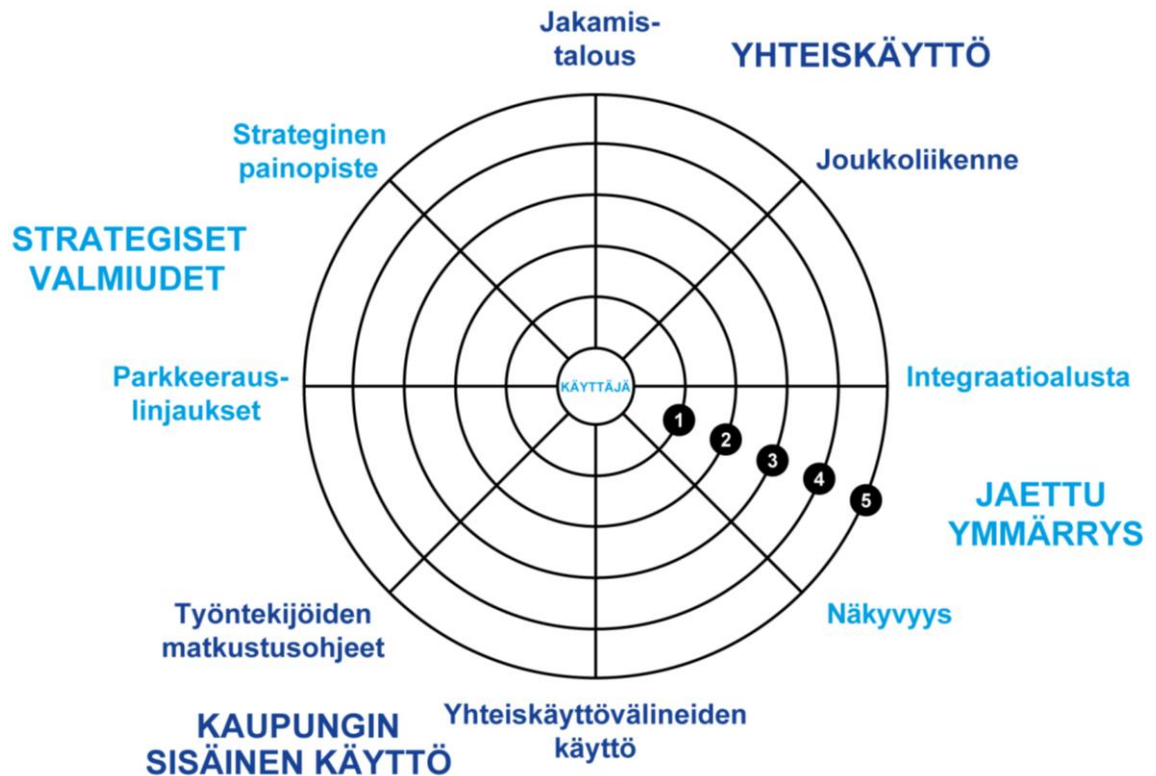 Jakamis-
talous
YHTEISKÄYTTÖ
Strateginen
painopiste
Joukkoliikenne
STRATEGISET
VALMIUDET
Parkkeeraus-
linjaukset
KÄYTTÄJÄ
Integraatioalusta
1
2
3
4
5
JAETTU
YMMÄRRYS
Työntekijöiden
matkustusohjeet
Näkyvyys
KAUPUNGIN
SISÄINEN KÄYTTÖ
Yhteiskäyttövälineiden
käyttö